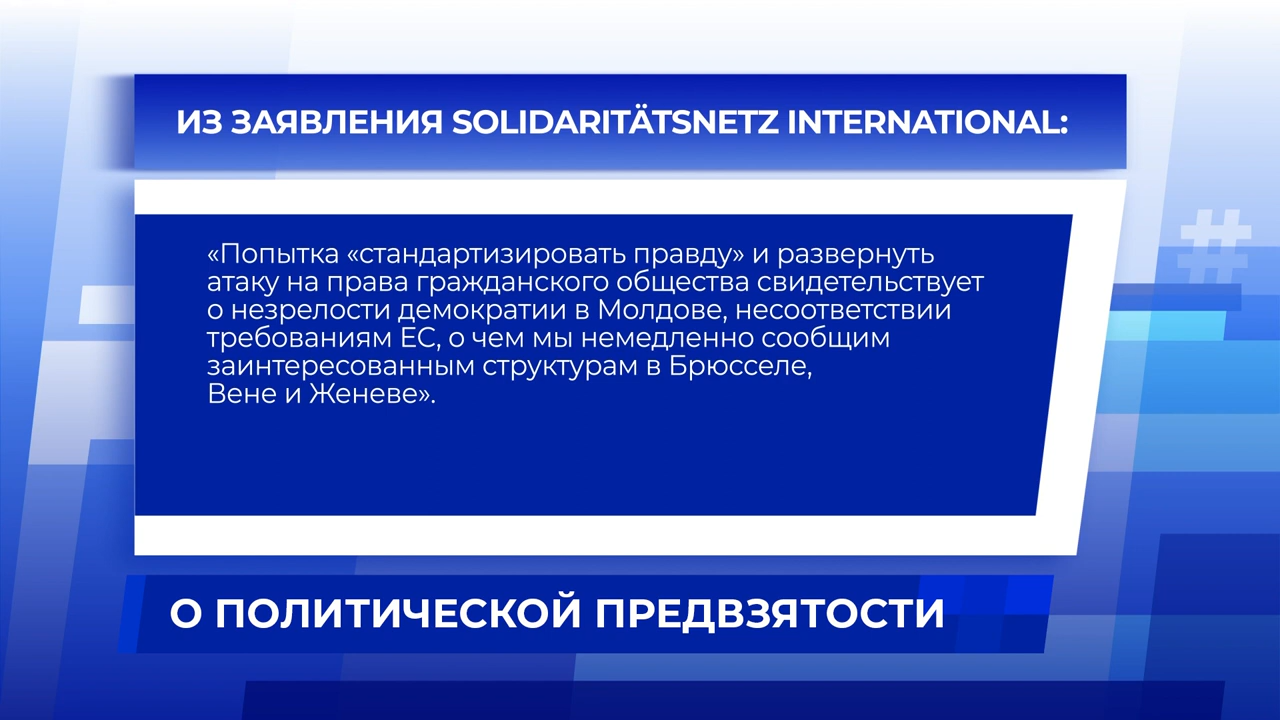 ИЗ ЗАЯВЛЕНИЯ SOLIDARITÄTSNETZ INTERNATIONAL:
«Попытка «стандартизировать правду» и развернуть
атаку на права гражданского общества свидетельствует
о незрелости демократии в Молдове, несоответствии
требованиям ЕС, о чем мы немедленно сообщим
заинтересованным структурам в Брюсселе,
Вене и Женеве».
О ПОЛИТИЧЕСКОЙ ПРЕДВЗЯТОСТИ
#